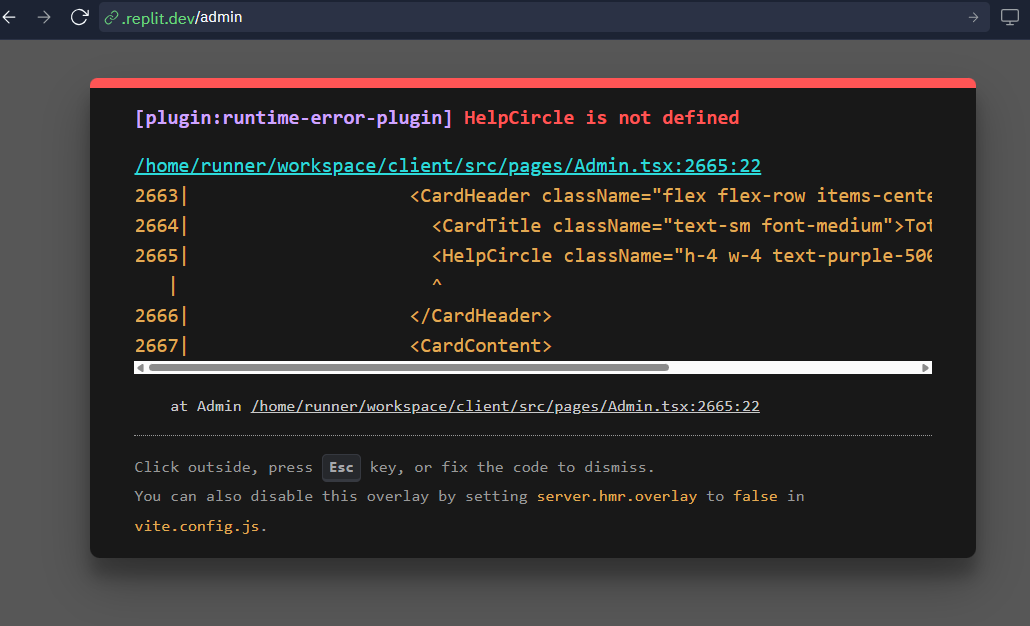 .replit.dev/admin
[plugin:runtime-error-plugin] HelpCircle is not defined
/home/runner/workspace/client/src/pages/Admin.tsx:2665:22
2663|                    <CardHeader className="flex flex-row items-cente
2664|                      <CardTitle className="text-sm font-medium">Tot
2665|                      <HelpCircle className="h-4 w-4 text-purple-500
    |                      ^
2666|                    </CardHeader>
2667|                    <CardContent>
at Admin /home/runner/workspace/client/src/pages/Admin.tsx:2665:22
Click outside, press Esc key, or fix the code to dismiss.
You can also disable this overlay by setting server.hmr.overlay to false in
vite.config.js.